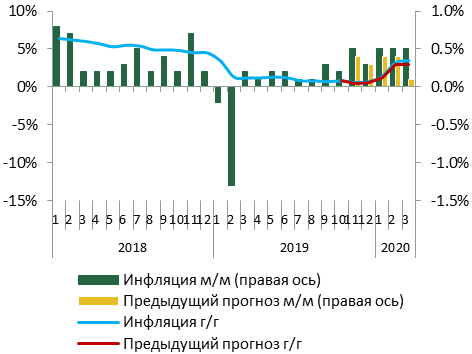 10% 1.0%
5% 0.5%
0% 0.0%
-5% -0.5%
-10% -1.0%
-15% -1.5%
1 2 3 4 5 6 7 8 9 10 11 12 1 2 3 4 5 6 7 8 9 10 11 12 1 2 3
2018 2019 2020
Инфляция м/м (правая ось)
Предыдущий прогноз м/м (правая ось)
Инфляция г/г
Предыдущий прогноз г/г